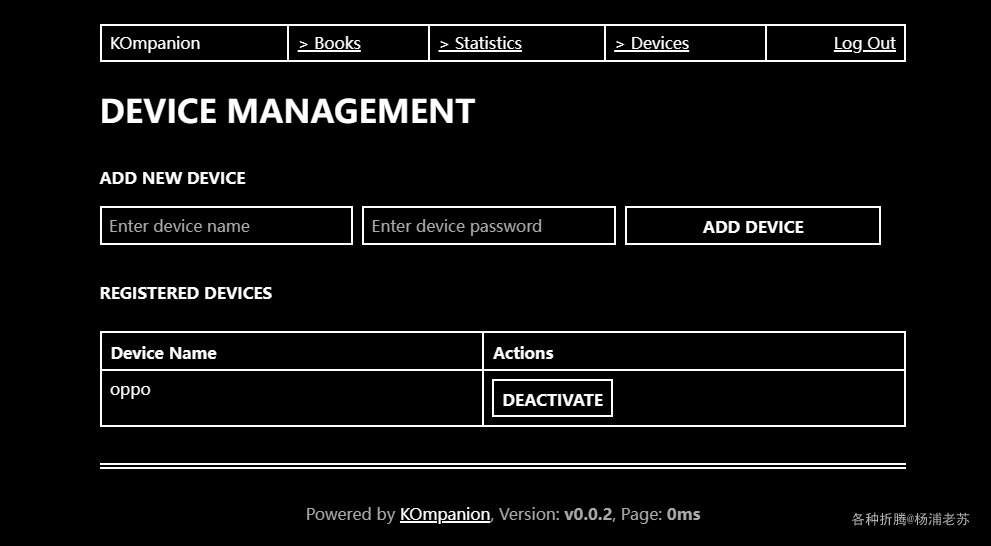 KOmpanion > Books > Statistics > Devices Log Out
DEVICE MANAGEMENT
ADD NEW DEVICE
Enter device name Enter device password ADD DEVICE
REGISTERED DEVICES
Device Name Actions
oppo DEACTIVATE
Powered by KOmpanion, Version: v0.0.2, Page: 0ms
各种折腾@杨浦老苏